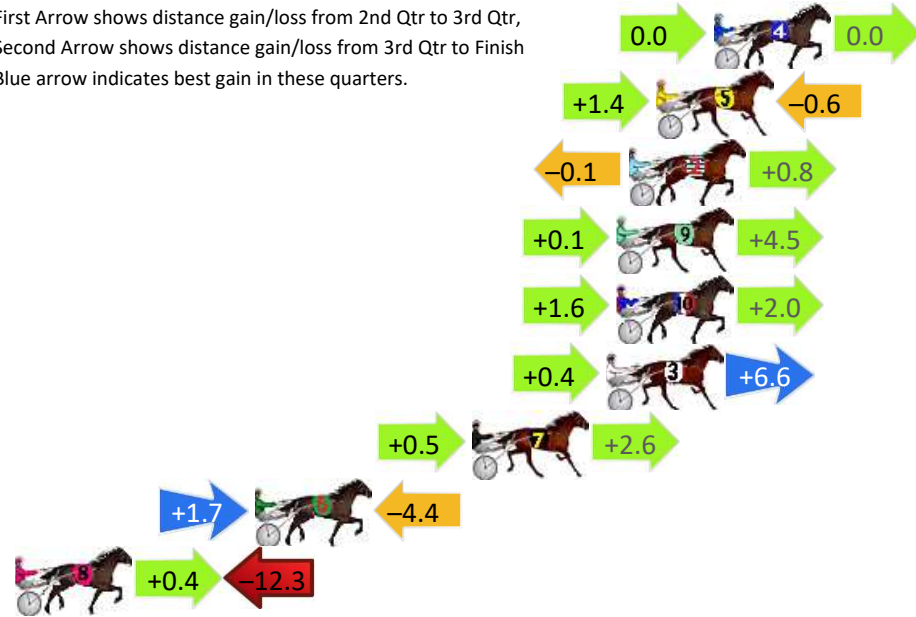 First Arrow shows distance gain/loss from 2nd Qtr to 3rd Qtr,
Second Arrow shows distance gain/loss from 3rd Qtr to Finish
Blue arrow indicates best gain in these quarters.
0.0 4 0.0
+1.4 5 –0.6
–0.1 +0.8
+0.1 9 +4.5
+1.6 10 +2.0
+0.4 3 +6.6
+0.5 7 +2.6
+1.7 6 –4.4
8 +0.4 –12.3